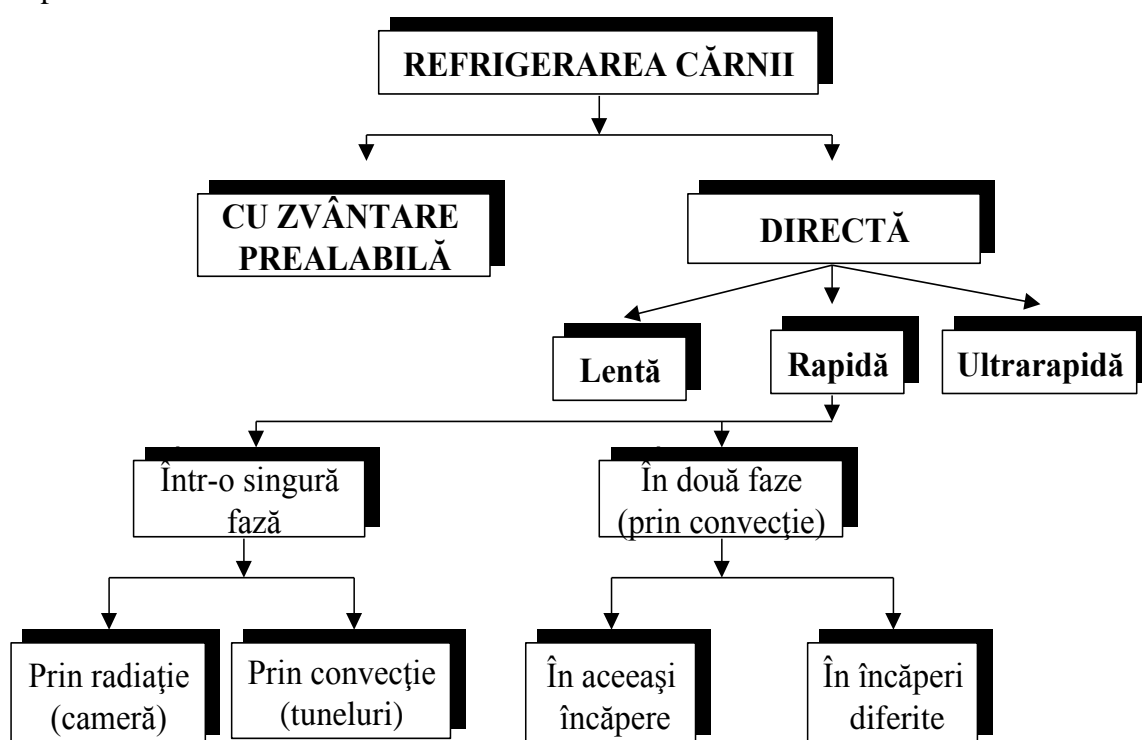 REFRIGERAREA CĂRNII
CU ZVÂNTARE
PREALABILĂ
DIRECTĂ
Lentă
Rapidă
Ultrarapidă
Într-o singură
fază
În două faze
(prin convecţie)
Prin radiaţie
(cameră)
Prin convecţie
(tuneluri)
În aceeaşi
încăpere
În încăperi
diferite